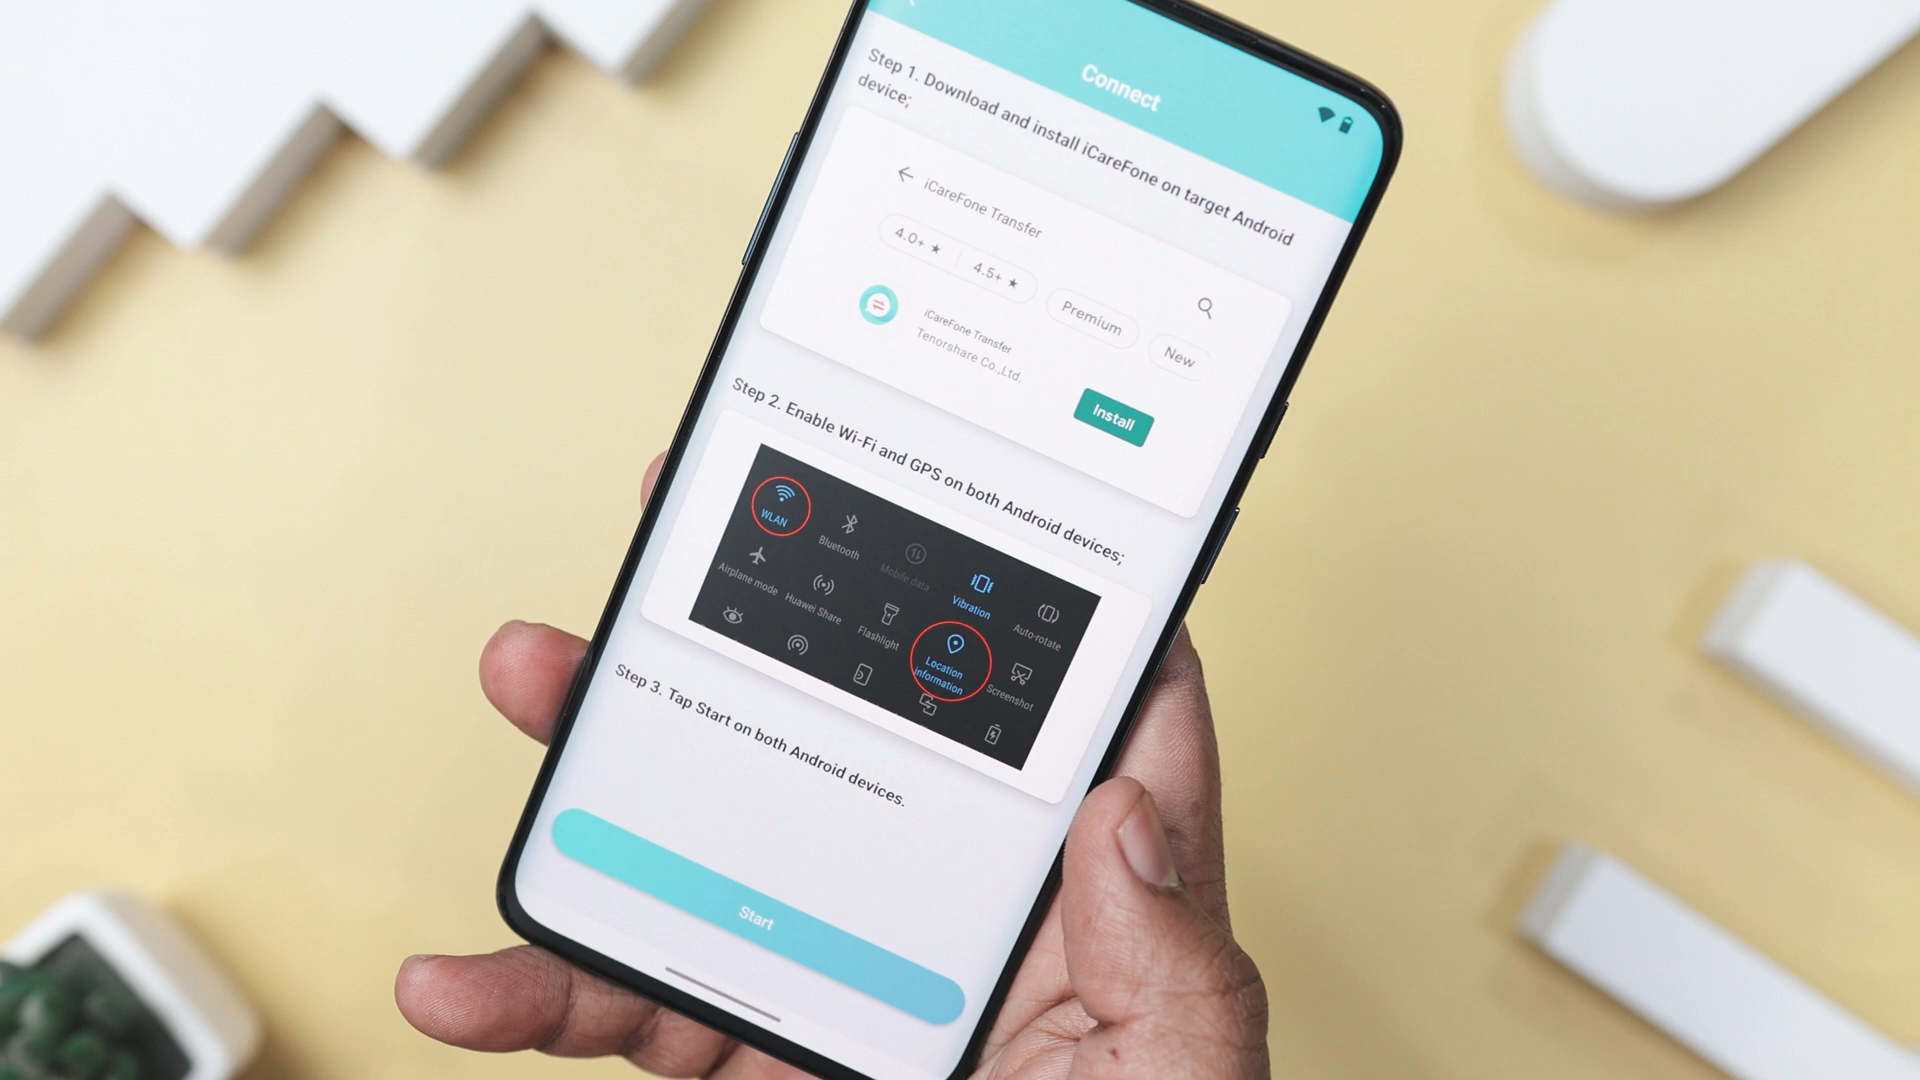 Connect
Step 1. Download and install iCareFone on target Android
device;
iCareFone Transfer
4.0+ ★ 4.5+ ★ Premium New
iCareFone Transfer
Tenorshare Co.,Ltd.
Install
Step 2. Enable Wi-Fi and GPS on both Android devices;
WLAN Bluetooth Mobile data Vibration Auto-rotate
Airplane mode Huawei Share Flashlight Location
information Screenshot
Step 3. Tap Start on both Android devices.
Start